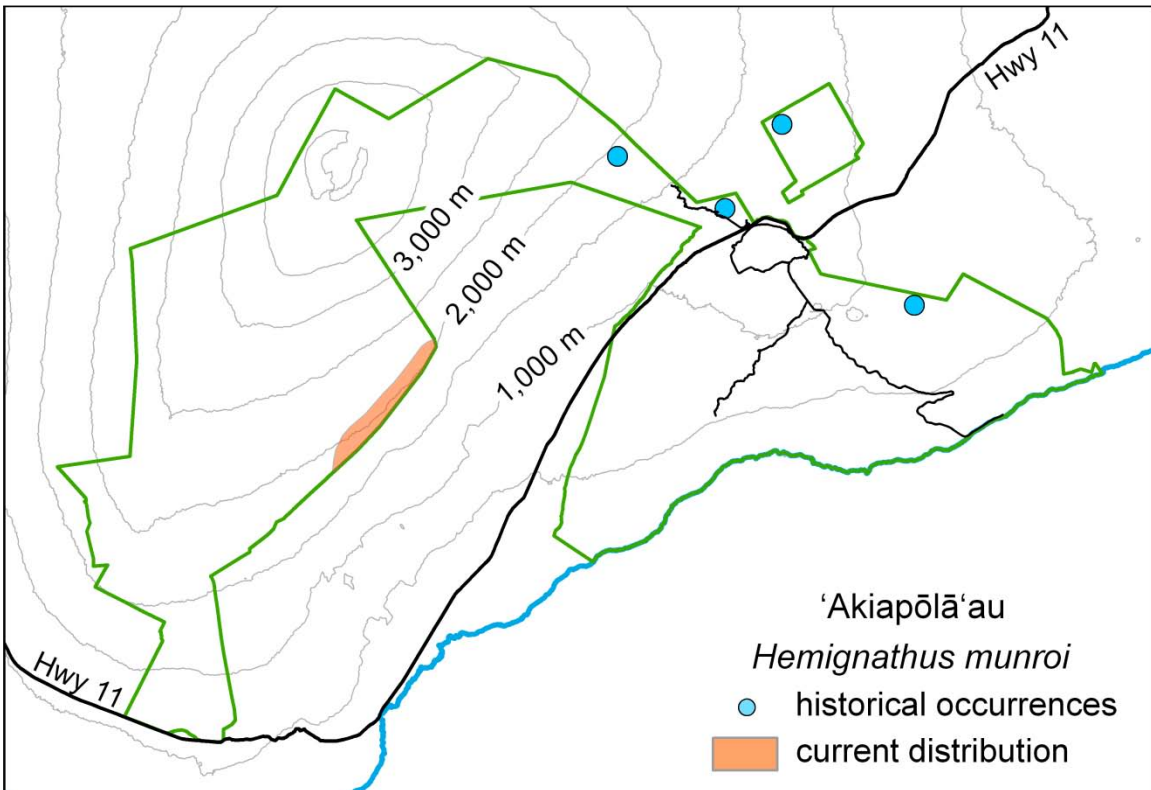 Hwy 11
3,000 m
2,000 m
1,000 m
Hwy 11
ʻAkiapōlāʻau
Hemignathus munroi
historical occurrences
current distribution